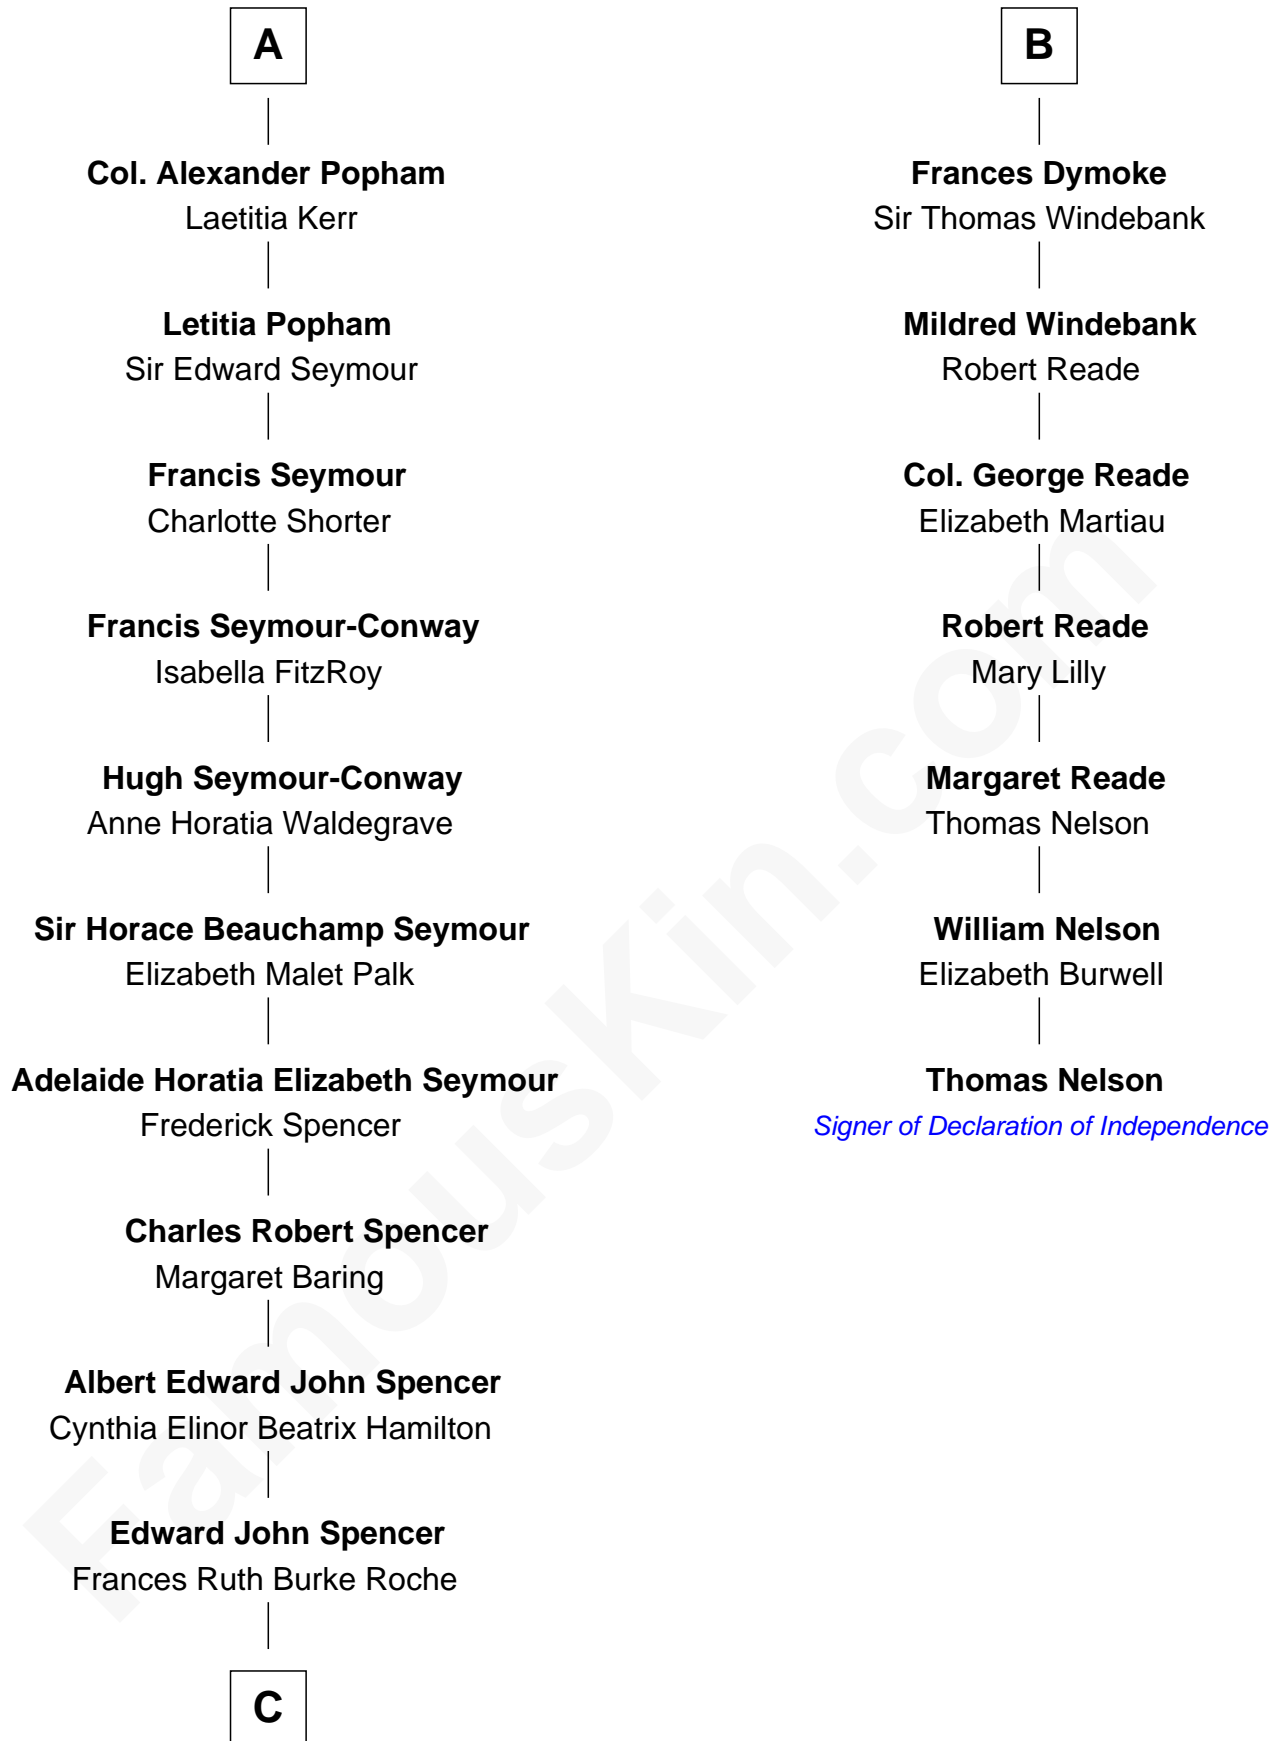 A
Col. Alexander Popham
Laetitia Kerr
Letitia Popham
Sir Edward Seymour
Francis Seymour
Charlotte Shorter
Francis Seymour-Conway
Isabella FitzRoy
Hugh Seymour-Conway
Anne Horatia Waldegrave
Sir Horace Beauchamp Seymour
Elizabeth Malet Palk
Adelaide Horatia Elizabeth Seymour
Frederick Spencer
Charles Robert Spencer
Margaret Baring
Albert Edward John Spencer
Cynthia Elinor Beatrix Hamilton
Edward John Spencer
Frances Ruth Burke Roche
C
B
Frances Dymoke
Sir Thomas Windebank
Mildred Windebank
Robert Reade
Col. George Reade
Elizabeth Martiau
Robert Reade
Mary Lilly
Margaret Reade
Thomas Nelson
William Nelson
Elizabeth Burwell
Thomas Nelson
Signer of Declaration of Independence
FamousKin.com